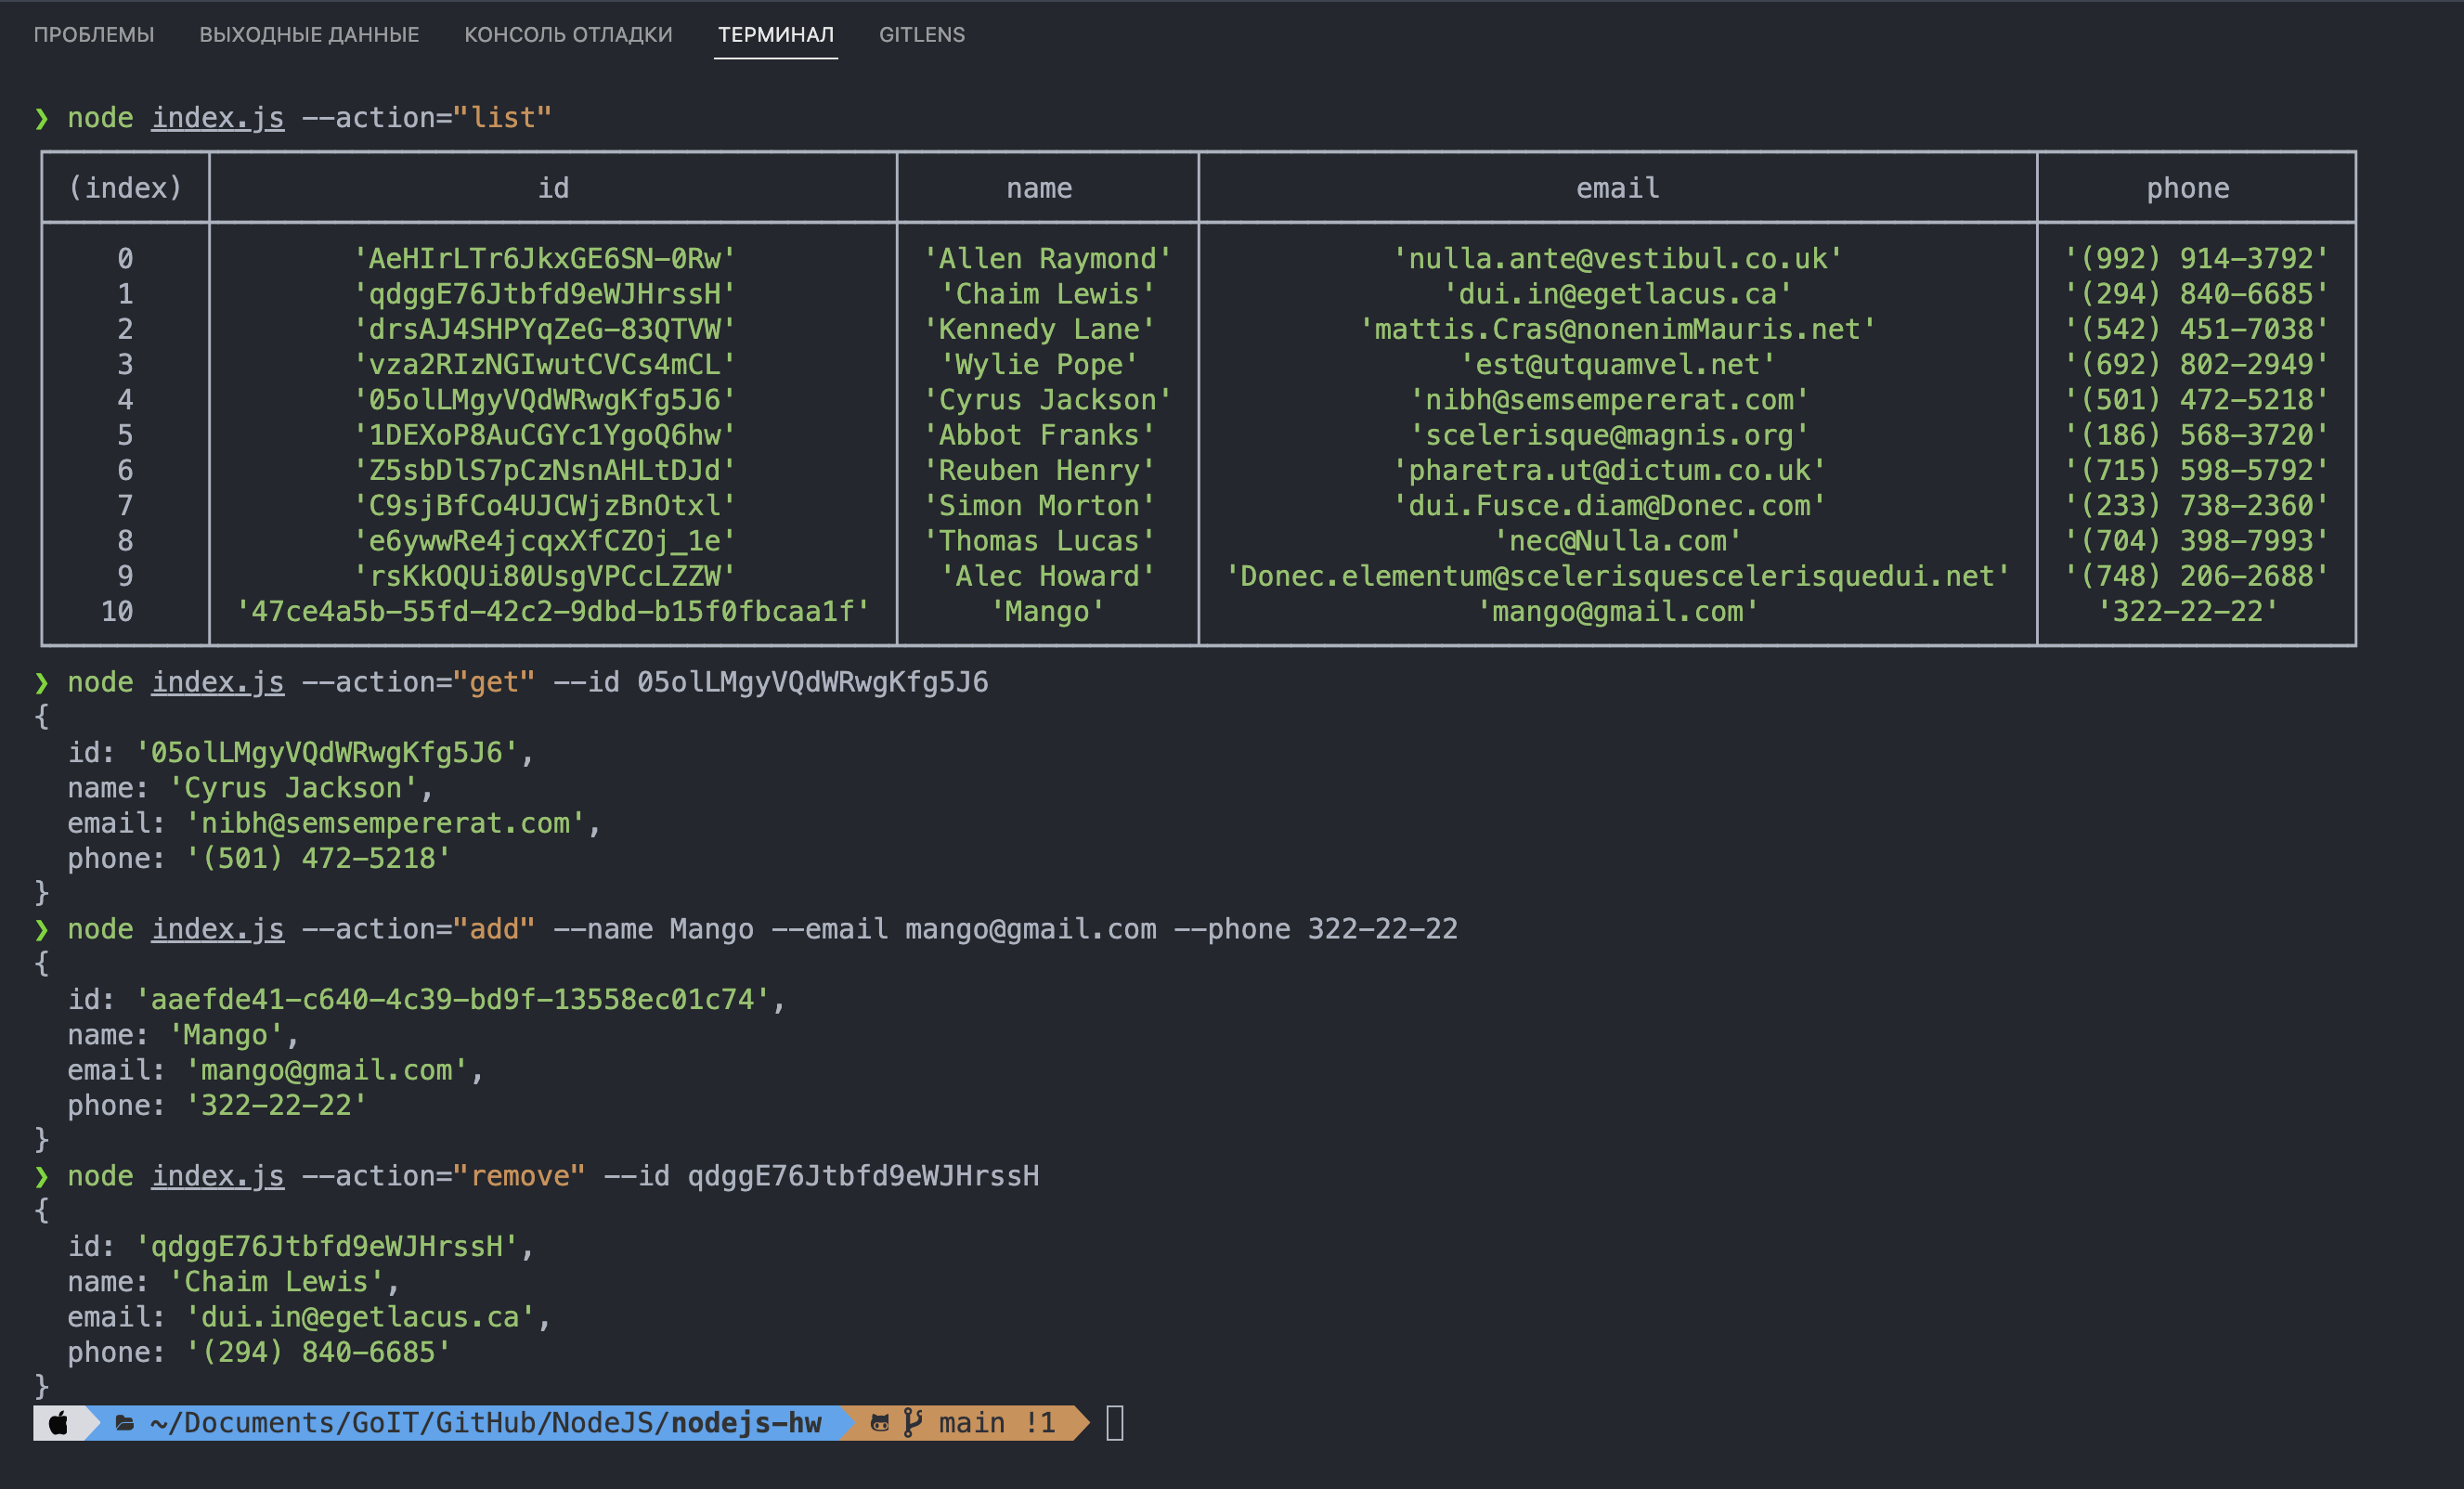 ПРОБЛЕМЫ ВЫХОДНЫЕ ДАННЫЕ КОНСОЛЬ ОТЛАДКИ ТЕРМИНАЛ GITLENS
❯ node index.js --action="list"
(index) id name email phone
0 'AeHIrLTr6JkxGE6SN-0Rw' 'Allen Raymond' 'nulla.ante@vestibul.co.uk' '(992) 914-3792'
1 'qdggE76Jtbfd9eWJHrssH' 'Chaim Lewis' 'dui.in@egetlacus.ca' '(294) 840-6685'
2 'drsAJ4SHPYqZeG-83QTVW' 'Kennedy Lane' 'mattis.Cras@nonenimMauris.net' '(542) 451-7038'
3 'vza2RIzNGIwutCVCs4mCL' 'Wylie Pope' 'est@utquamvel.net' '(692) 802-2949'
4 '05olLMgyVQdWRwgKfg5J6' 'Cyrus Jackson' 'nibh@semsempererat.com' '(501) 472-5218'
5 '1DEXoP8AuCGYc1YgoQ6hw' 'Abbot Franks' 'scelerisque@magnis.org' '(186) 568-3720'
6 'Z5sbDlS7pCzNsnAHLtDJd' 'Reuben Henry' 'pharetra.ut@dictum.co.uk' '(715) 598-5792'
7 'C9sjBfCo4UJCWjzBnOtxl' 'Simon Morton' 'dui.Fusce.diam@Donec.com' '(233) 738-2360'
8 'e6ywwRe4jcqxXfCZOj_1e' 'Thomas Lucas' 'nec@Nulla.com' '(704) 398-7993'
9 'rsKkOQUi80UsgVPCcLZZW' 'Alec Howard' 'Donec.elementum@scelerisquescelerisquedui.net' '(748) 206-2688'
10 '47ce4a5b-55fd-42c2-9dbd-b15f0fbcaa1f' 'Mango' 'mango@gmail.com' '322-22-22'
❯ node index.js --action="get" --id 05olLMgyVQdWRwgKfg5J6
{
id: '05olLMgyVQdWRwgKfg5J6',
name: 'Cyrus Jackson',
email: 'nibh@semsempererat.com',
phone: '(501) 472-5218'
}
❯ node index.js --action="add" --name Mango --email mango@gmail.com --phone 322-22-22
{
id: 'aaefde41-c640-4c39-bd9f-13558ec01c74',
name: 'Mango',
email: 'mango@gmail.com',
phone: '322-22-22'
}
❯ node index.js --action="remove" --id qdggE76Jtbfd9eWJHrssH
{
id: 'qdggE76Jtbfd9eWJHrssH',
name: 'Chaim Lewis',
email: 'dui.in@egetlacus.ca',
phone: '(294) 840-6685'
}
~/Documents/GoIT/GitHub/NodeJS/nodejs-hw main !1